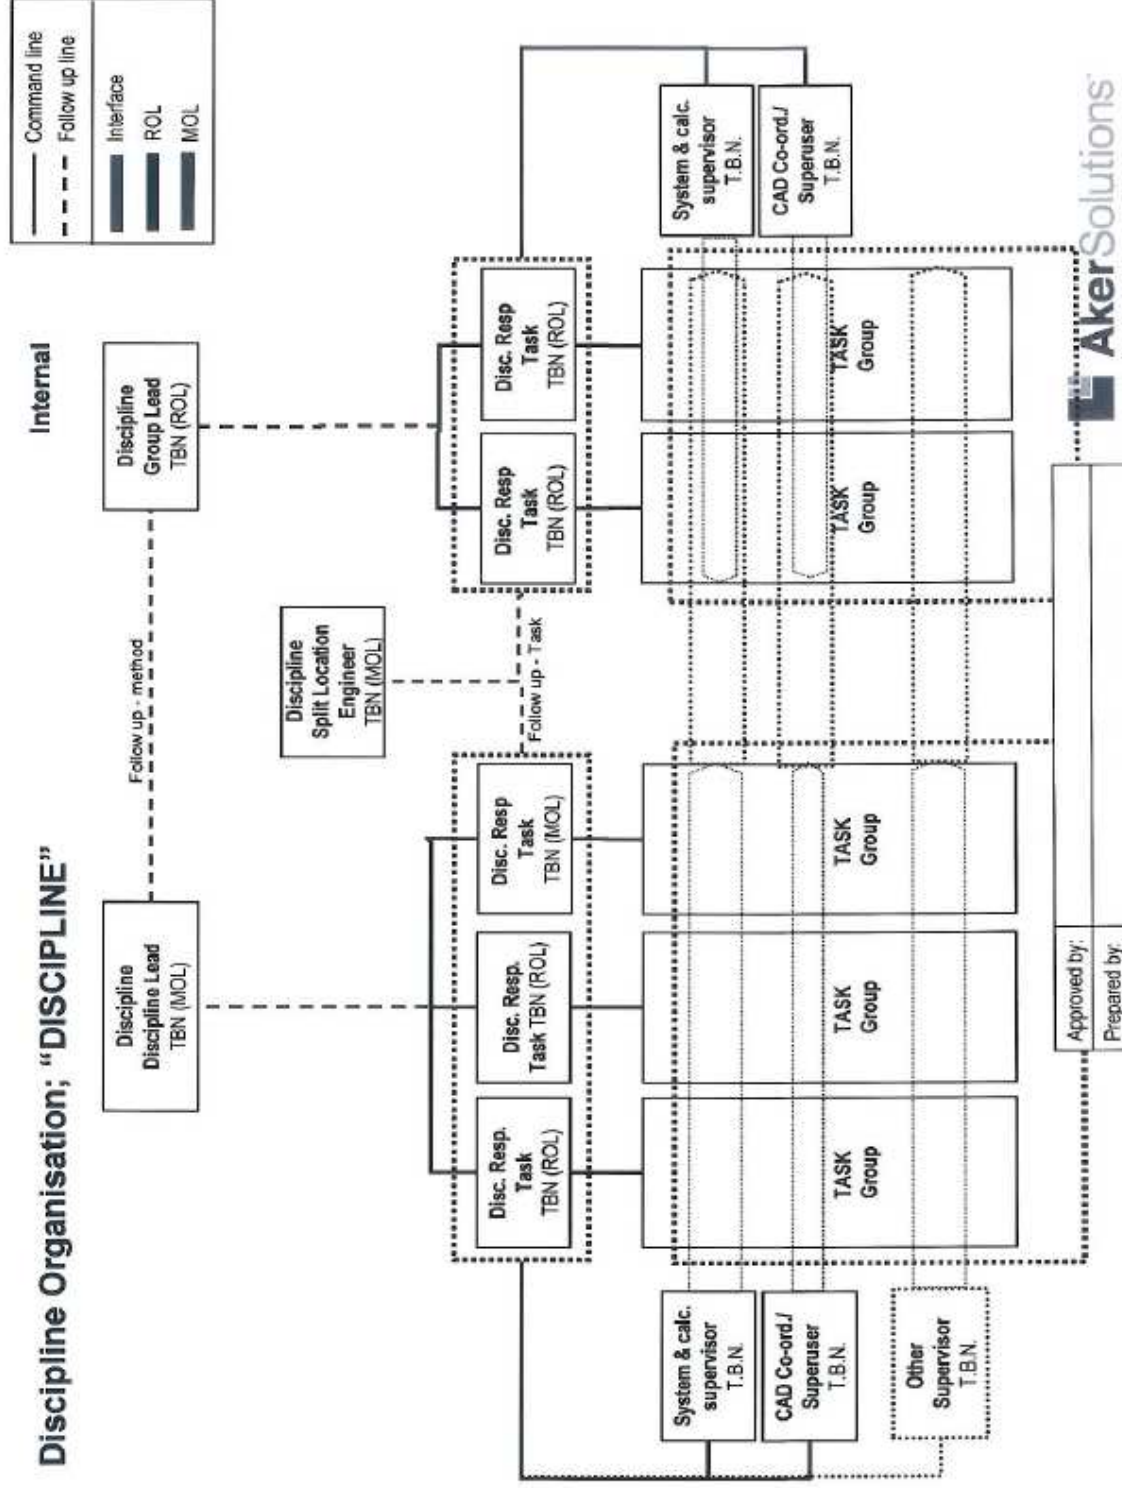 Discipline Organisation; “DISCIPLINE”
Internal
Command line
Follow up line
Interface
ROL
MOL
Discipline
Discipline Lead
TBN (MOL)
Follow up - method
Discipline
Group Lead
TBN (ROL)
Discipline
Split Location
Engineer
TBN (MOL)
Follow up - Task
Disc. Resp.
Task
TBN (ROL)
Disc. Resp.
Task TBN (ROL)
Disc. Resp
Task
TBN (MOL)
Disc. Resp
Task
TBN (ROL)
Disc. Resp
Task
TBN (ROL)
System & calc.
supervisor
T.B.N.
CAD Co-ord./
Superuser
T.B.N.
Other
Supervisor
T.B.N.
TASK
Group
TASK
Group
TASK
Group
TASK
Group
TASK
Group
System & calc.
supervisor
T.B.N.
CAD Co-ord./
Superuser
T.B.N.
Approved by:
Prepared by:
AkerSolutions